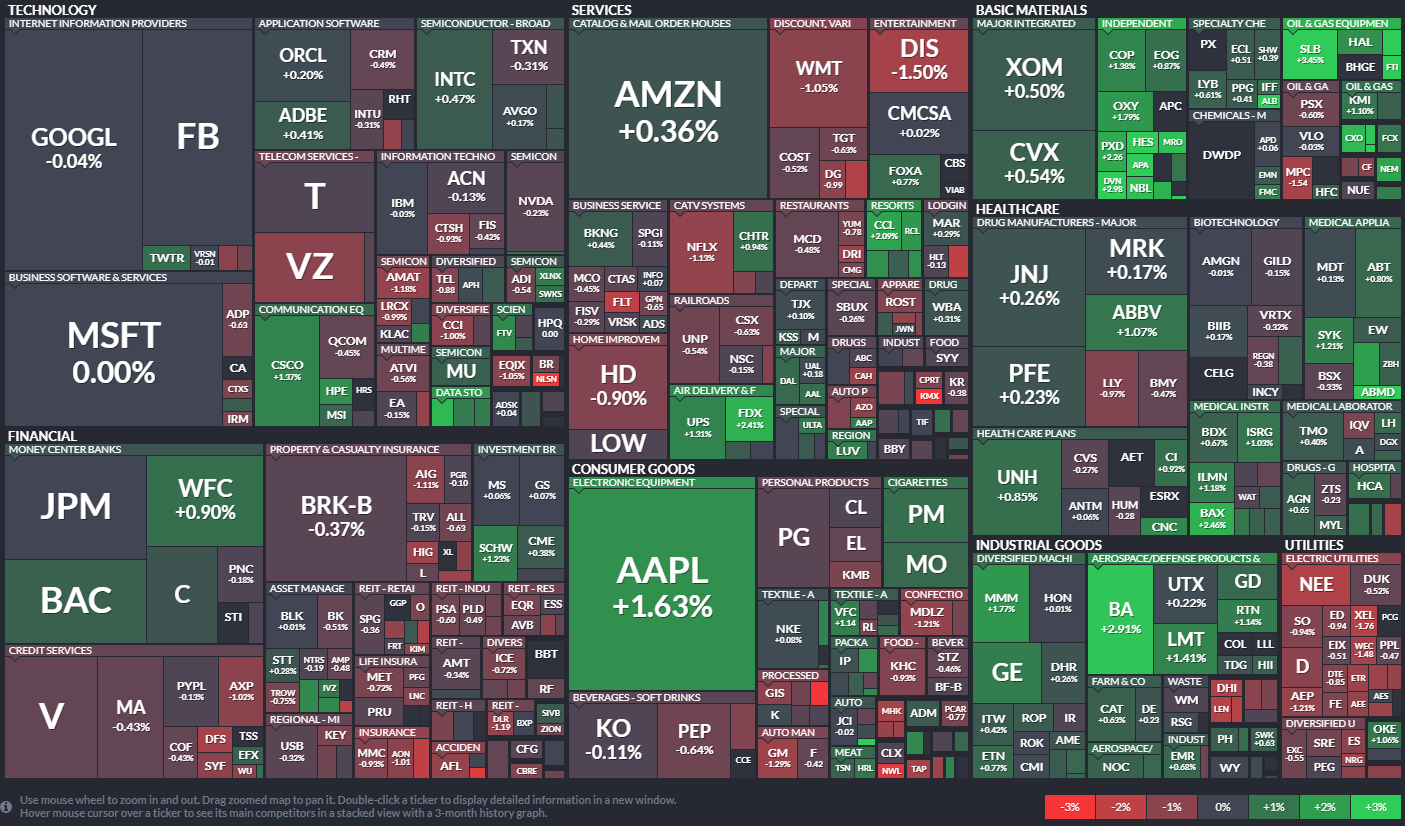 TECHNOLOGY
INTERNET INFORMATION PROVIDERS
GOOGL
-0.04%
FB
TWTR
VRSN
-0.01
APPLICATION SOFTWARE
ORCL
+0.20%
CRM
-0.49%
ADBE
+0.41%
INTU
-0.31%
RHT
SEMICONDUCTOR - BROAD
INTC
+0.47%
TXN
-0.31%
AVGO
+0.17%
TELECOM SERVICES -
T
VZ
INFORMATION TECHNO
IBM
-0.03%
ACN
-0.13%
CTSH
-0.93%
FIS
-0.42%
SEMICON
NVDA
-0.23%
BUSINESS SOFTWARE & SERVICES
MSFT
0.00%
ADP
-0.63
CA
CTXS
IRM
COMMUNICATION EQ
CSCO
+1.37%
QCOM
-0.45%
HPE
HRS
MSI
SEMICON
AMAT
-1.18%
LRCX
-0.99%
KLAC
DIVERSIFIED
TEL
-0.88
APH
SEMICON
ADI
-0.54
XLNX
SWKS
MULTIME
ATVI
-0.56%
EA
-0.15%
DIVERSIFIE
CCI
-1.00%
SCIEN
FTV
HPQ
0.00
SEMICON
MU
EQIX
-1.05%
BR
NLSN
DATA STO
ADSK
+0.04
FINANCIAL
MONEY CENTER BANKS
JPM
WFC
+0.90%
BAC
C
PNC
-0.18%
STI
PROPERTY & CASUALTY INSURANCE
BRK-B
-0.37%
AIG
-1.11%
PGR
-0.10
TRV
-0.15%
ALL
-0.63
HIG
XL
L
INVESTMENT BR
MS
+0.06%
GS
+0.07%
SCHW
+1.23%
CME
+0.38%
CREDIT SERVICES
V
MA
-0.43%
PYPL
-0.13%
AXP
-1.02%
COF
-0.43%
DFS
SYF
TSS
EFX
WU
ASSET MANAGE
BLK
+0.01%
BK
-0.51%
STT
+0.28%
NTRS
-0.19
AMP
-0.48
TROW
-0.75%
IVZ
REGIONAL - MI
USB
-0.32%
KEY
REIT - RETAI
SPG
-0.36
GGP
O
FRT
KIM
LIFE INSURA
MET
-0.72%
PFG
LNC
PRU
INSURANCE
MMC
-0.93%
AON
-1.01
REIT - INDU
PSA
-0.60
PLD
-0.49
REIT - RES
EQR
ESS
AVB
REIT -
AMT
-0.34%
DIVERS
ICE
-0.72%
BBT
RF
REIT - H
REIT -
DLR
-1.19
BXP
SIVB
ZION
ACCIDEN
AFL
CFG
CBRE
SERVICES
CATALOG & MAIL ORDER HOUSES
AMZN
+0.36%
DISCOUNT, VARI
WMT
-1.05%
COST
-0.52%
TGT
-0.63%
DG
-0.99
ENTERTAINMENT
DIS
-1.50%
CMCSA
+0.02%
FOXA
+0.77%
CBS
VIAB
BUSINESS SERVICE
BKNG
+0.44%
SPGI
-0.11%
MCO
-0.45%
CTAS
INFO
+0.07
FLT
GPN
-0.65
FISV
-0.29%
VRSK
ADS
CATV SYSTEMS
NFLX
-1.13%
CHTR
+0.94%
RESTAURANTS
MCD
-0.48%
YUM
-0.78
DRI
CMG
RESORTS
CCL
+2.09%
RCL
LODGIN
MAR
+0.29%
HLT
-0.13
HOME IMPROVEM
HD
-0.90%
LOW
RAILROADS
UNP
-0.54%
CSX
-0.63%
NSC
-0.15%
AIR DELIVERY & F
UPS
+1.31%
FDX
+2.41%
DEPART
TJX
+0.10%
KSS
M
SPECIAL
SBUX
-0.26%
APPARE
ROST
JWN
DRUG
WBA
+0.31%
MAJOR
DAL
UAL
+0.18
AAL
DRUGS
ABC
CAH
INDUST
FOOD
SYY
SPECIAL
ULTA
AUTO P
AZO
AAP
CPRT
KMX
KR
-0.38
REGION
LUV
TIF
BBY
CONSUMER GOODS
ELECTRONIC EQUIPMENT
AAPL
+1.63%
PERSONAL PRODUCTS
PG
CL
EL
KMB
CIGARETTES
PM
MO
TEXTILE - A
NKE
+0.08%
TEXTILE - A
VFC
+1.14
RL
CONFECTIO
MDLZ
-1.21%
PACKA
IP
FOOD -
KHC
-0.93%
BEVER
STZ
-0.46%
BF-B
BEVERAGES - SOFT DRINKS
KO
-0.11%
PEP
-0.64%
CCE
PROCESSED
GIS
K
AUTO
JCI
-0.02
MHK
ADM
PCAR
-0.77
AUTO MAN
GM
-1.29%
F
-0.42
MEAT
TSN
HRL
CLX
NWL
TAP
BASIC MATERIALS
MAJOR INTEGRATED
XOM
+0.50%
CVX
+0.54%
INDEPENDENT
COP
+1.38%
EOG
+0.87%
OXY
+1.79%
APC
PXD
+2.26
HES
MRO
APA
DVN
+2.98
NBL
SPECIALTY CHE
PX
ECL
+0.51
SHW
+0.39
LYB
+0.61%
PPG
+0.41
IFF
ALB
OIL & GAS EQUIPMEN
SLB
+3.45%
HAL
BHGE
FTI
CHEMICALS - M
DWDP
APD
+0.06
EMN
FMC
OIL & GA
PSX
-0.60%
VLO
-0.03%
MPC
-1.54
HFC
OIL & GAS
KMI
+1.10%
CXO
FCX
CF
NEM
NUE
HEALTHCARE
DRUG MANUFACTURERS - MAJOR
JNJ
+0.26%
MRK
+0.17%
ABBV
+1.07%
PFE
+0.23%
LLY
-0.97%
BMY
-0.47%
BIOTECHNOLOGY
AMGN
-0.01%
GILD
-0.15%
BIIB
+0.17%
VRTX
-0.32%
REGN
-0.38
CELG
INCY
MEDICAL APPLIA
MDT
+0.13%
ABT
+0.80%
SYK
+1.21%
EW
BSX
-0.23%
ZBH
ABMD
HEALTH CARE PLANS
UNH
+0.85%
CVS
-0.27%
AET
CI
+0.92%
ANTM
+0.06%
HUM
-0.28
ESRX
CNC
MEDICAL INSTR
BDX
+0.67%
ISRG
+1.03%
ILMN
+1.18%
WAT
BAX
+2.46%
MEDICAL LABORATOR
TMO
+0.40%
IQV
LH
A
DGX
DRUGS - G
AGN
+0.65
ZTS
-0.23
MYL
HOSPITA
HCA
INDUSTRIAL GOODS
DIVERSIFIED MACHI
MMM
+1.77%
HON
+0.01%
GE
DHR
+0.26%
ITW
+0.42%
ROP
IR
ROK
AME
ETN
+0.77%
CMI
AEROSPACE/DEFENSE PRODUCTS &
BA
+2.91%
UTX
+0.22%
GD
LMT
+1.41%
RTN
+1.14%
COL
LLL
TDG
HII
FARM & CO
CAT
+0.63%
DE
+0.23
WASTE
WM
RSG
DHI
LEN
AEROSPACE/
NOC
INDUST
EMR
+0.68%
PH
SWK
+0.63
WY
UTILITIES
ELECTRIC UTILITIES
NEE
DUK
-0.52%
SO
-0.94%
ED
-0.94
XEL
-1.76
PCG
EIX
-0.51
WEC
-1.48
PPL
-0.47
D
DTE
-0.85
ETR
AEP
-1.21%
FE
AEE
AES
DIVERSIFIED U
EXC
-0.55
SRE
ES
OKE
+1.06%
PEG
NRG
Use mouse wheel to zoom in and out. Drag zoomed map to pan it. Double-click a ticker to display detailed information in a new window.
Hover mouse cursor over a ticker to see its main competitors in a stacked view with a 3-month history graph.
-3%
-2%
-1%
0%
+1%
+2%
+3%